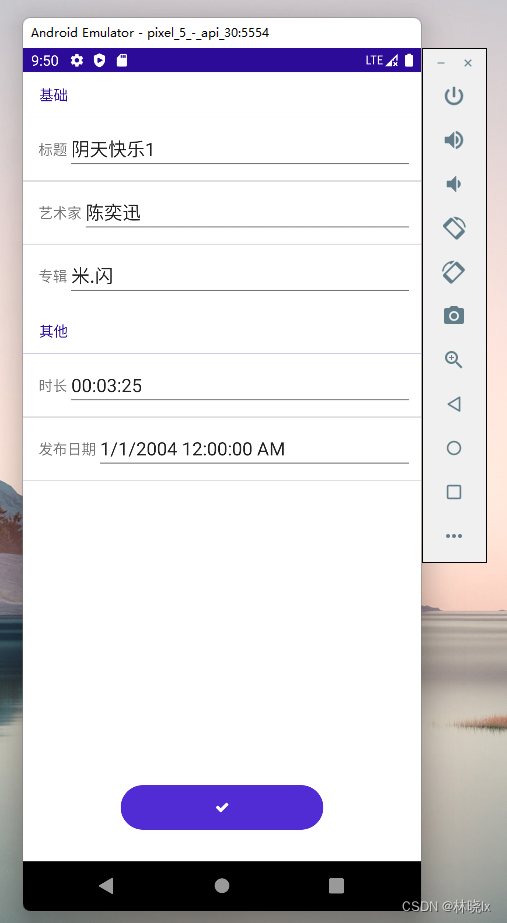 Android Emulator - pixel_5_-_api_30:5554
9:50 LTE
基础
标题 阴天快乐1
艺术家 陈奕迅
专辑 米.闪
其他
时长 00:03:25
发布日期 1/1/2004 12:00:00 AM
CSDN @林晓lx